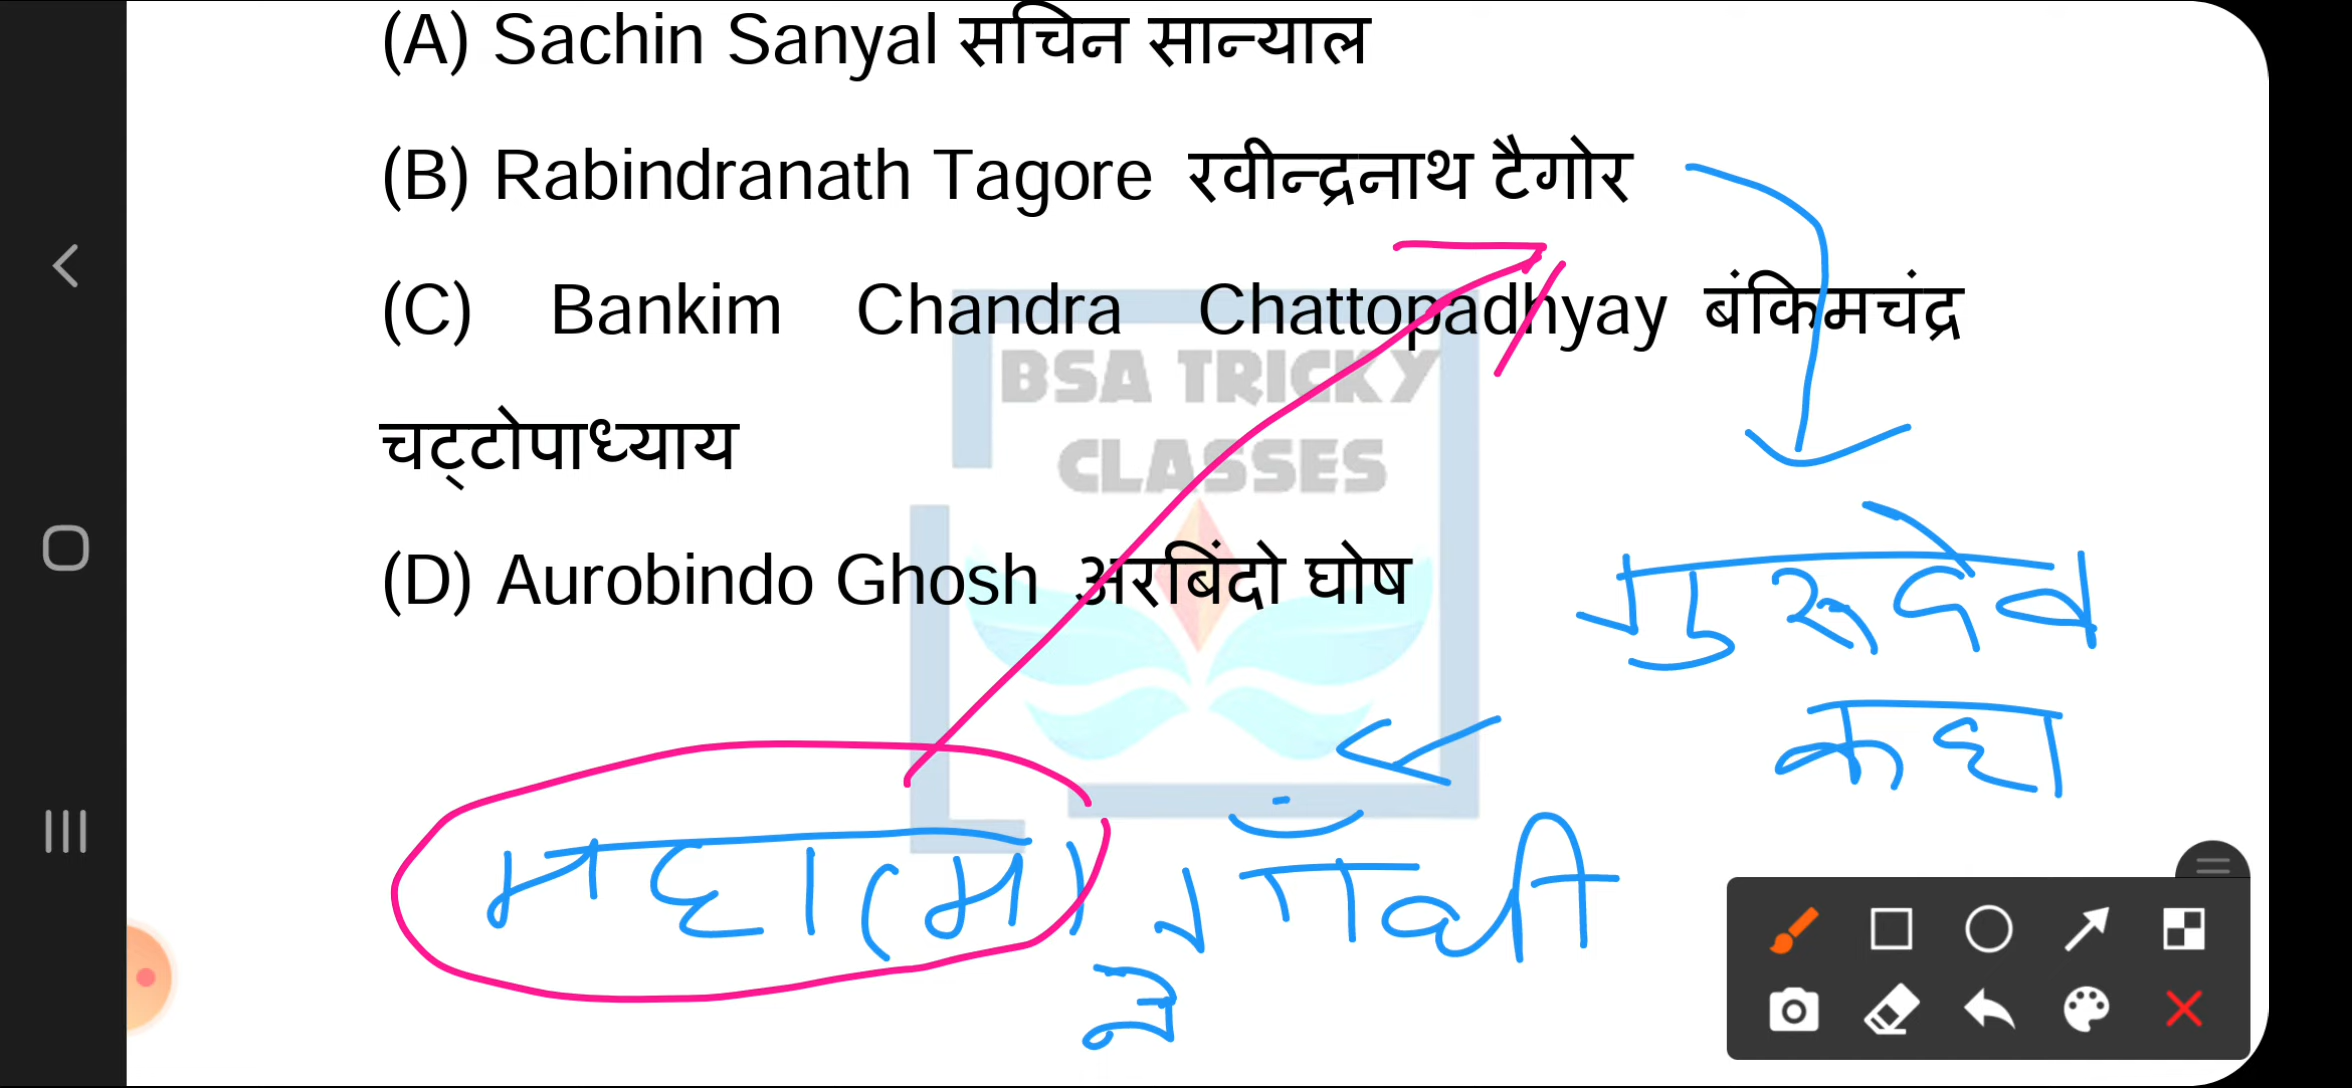 (A) Sachin Sanyal सचिन सान्याल
(B) Rabindranath Tagore रवीन्द्रनाथ टैगोर
(C) Bankim Chandra Chattopadhyay बंकिमचंद्र
चट्टोपाध्याय
(D) Aurobindo Ghosh अरबिंदो घोष
BSA TRICKY
CLASSES
कहा